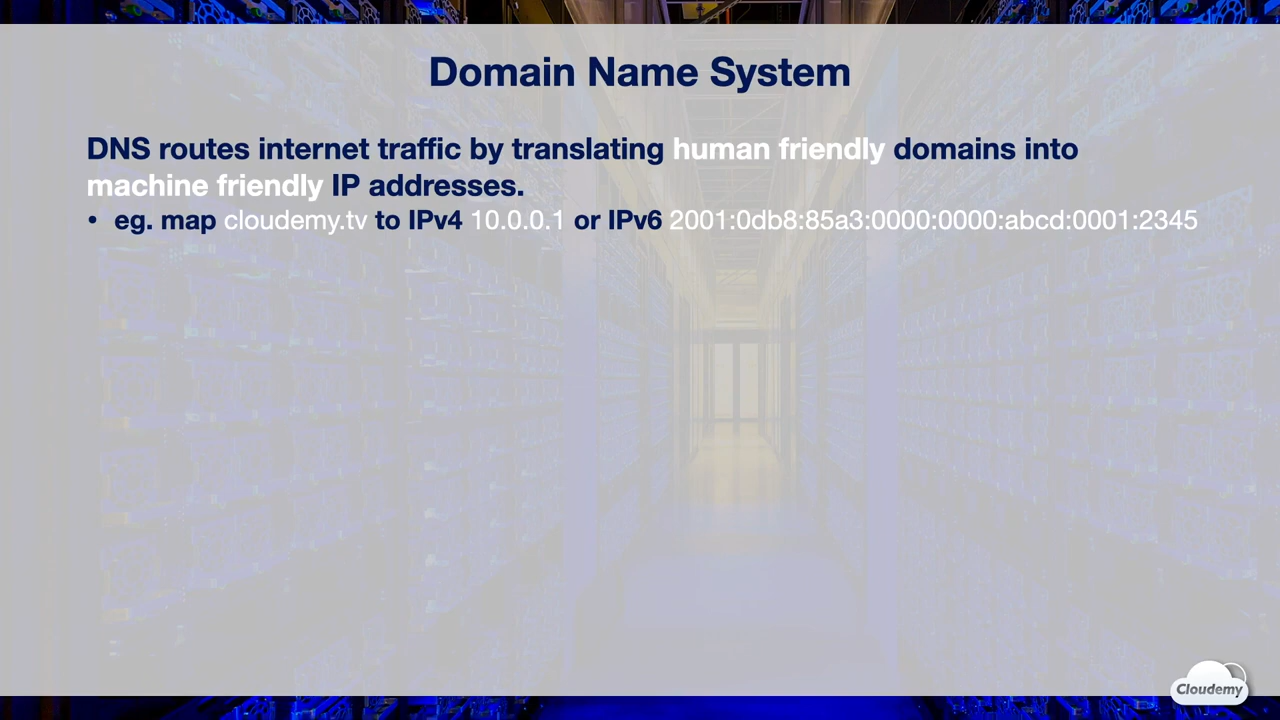 Domain Name System
DNS routes internet traffic by translating human friendly domains into
machine friendly IP addresses.
• eg. map cloudemy.tv to IPv4 10.0.0.1 or IPv6 2001:0db8:85a3:0000:0000:abcd:0001:2345
Cloudemy